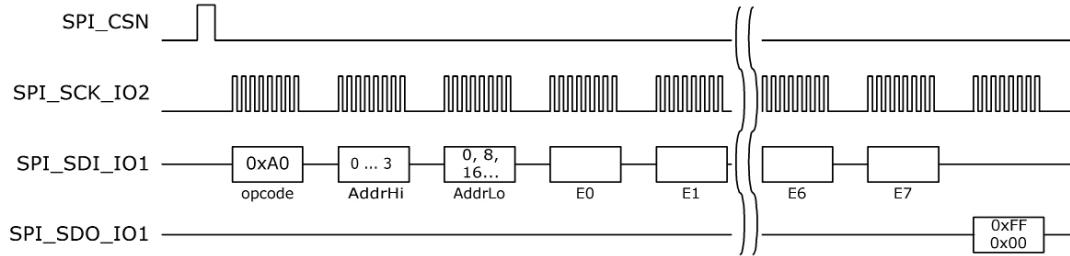 SPI_CSN
SPI_SCK_IO2
SPI_SDI_IO1
0xA0
0 ... 3
0, 8,
16...
opcode
AddrHi
AddrLo
E0
E1
E6
E7
SPI_SDO_IO1
0xFF
0x00